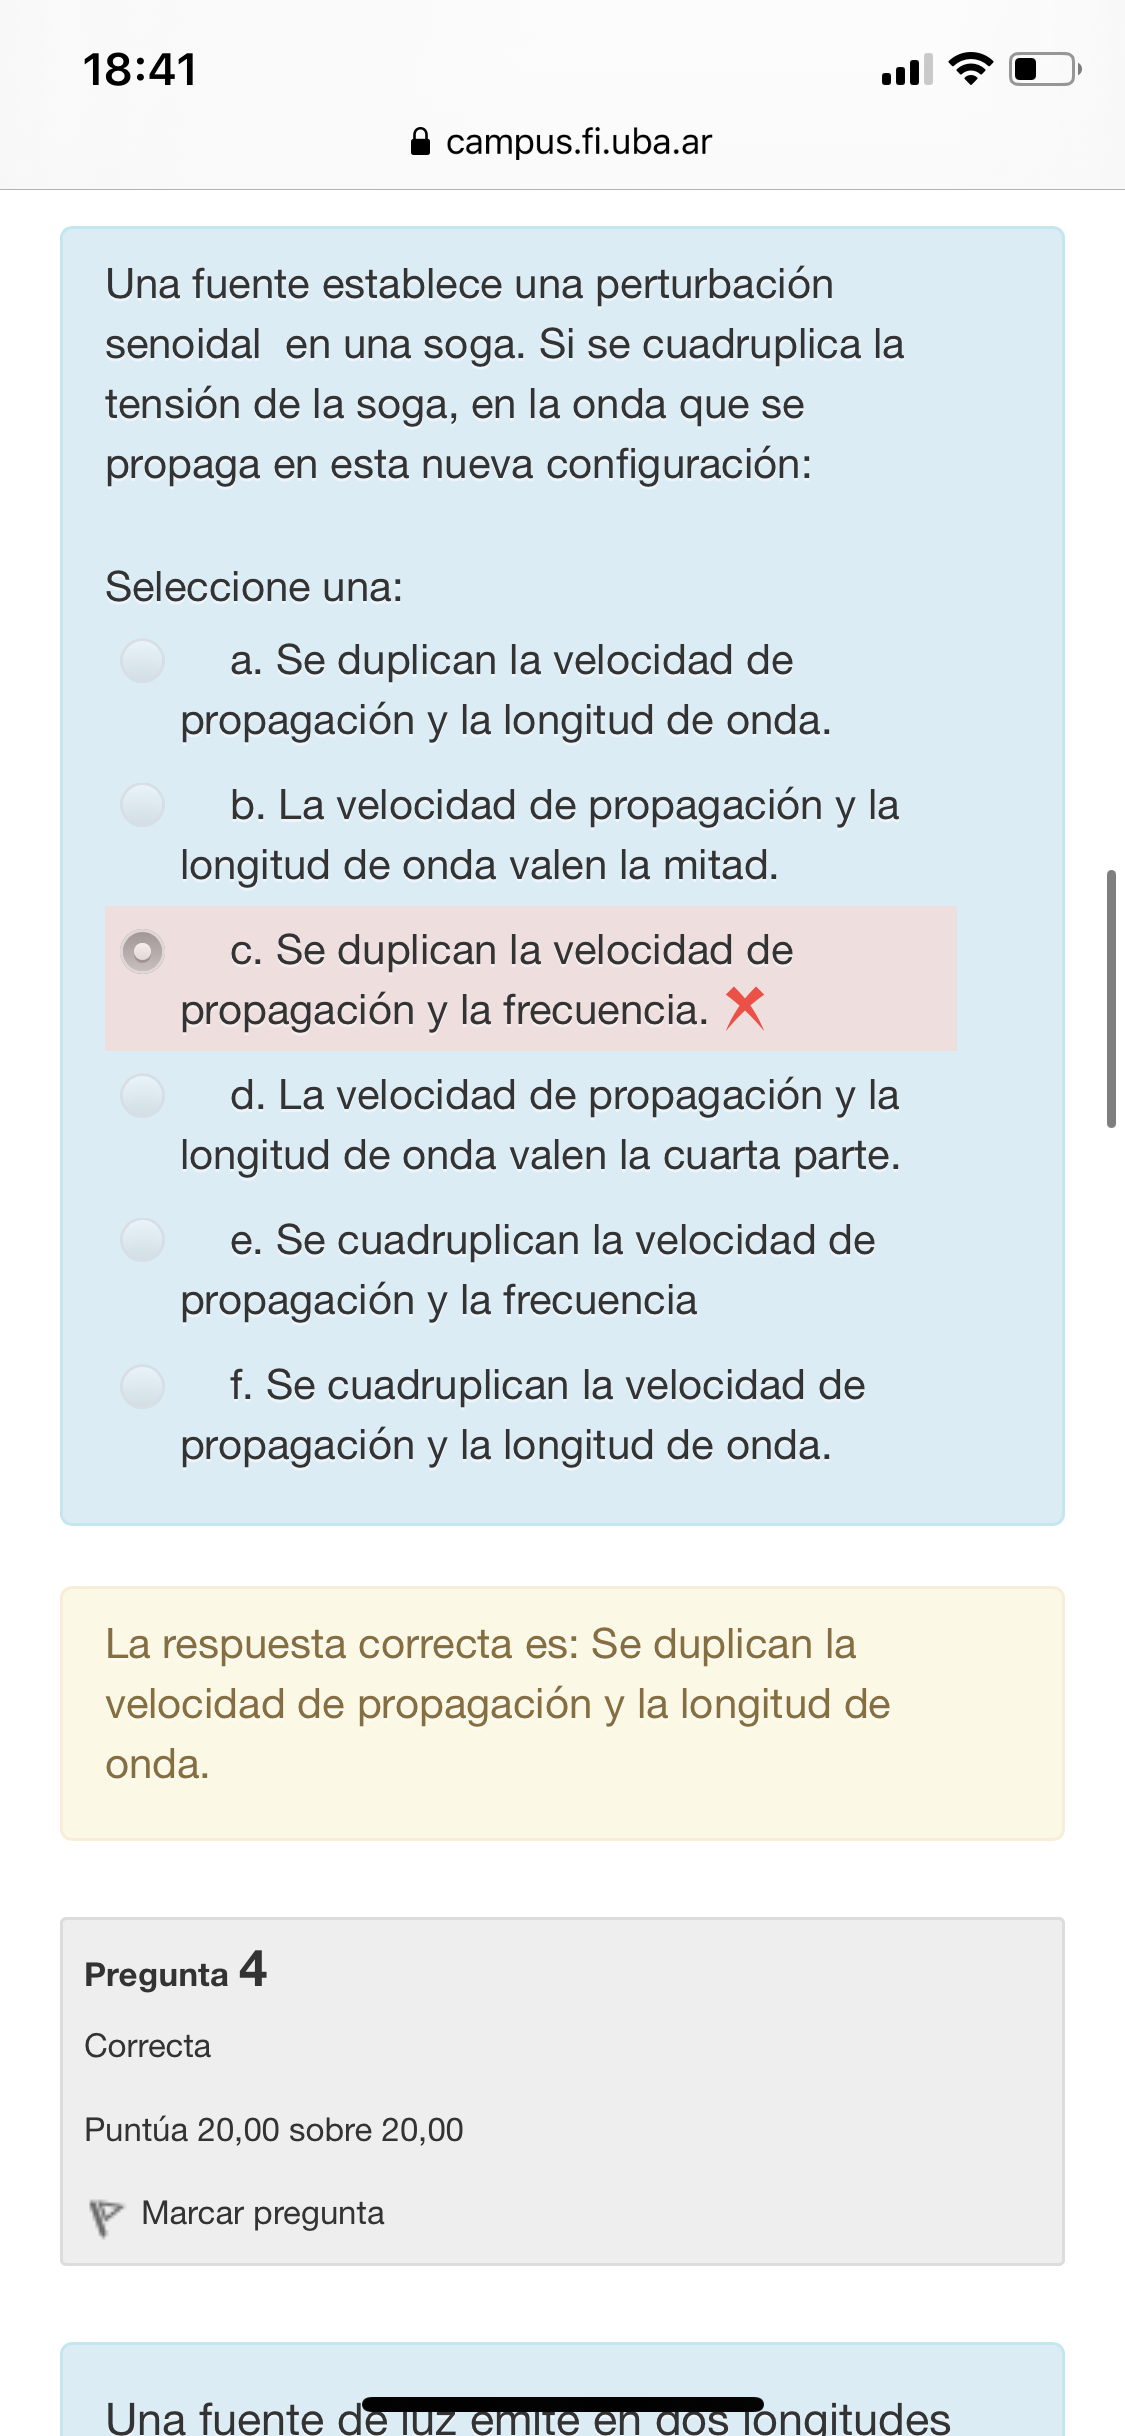 18:41
campus.fi.uba.ar
Una fuente establece una perturbación
senoidal  en una soga. Si se cuadruplica la
tensión de la soga, en la onda que se
propaga en esta nueva configuración:
Seleccione una:
a. Se duplican la velocidad de
propagación y la longitud de onda.
b. La velocidad de propagación y la
longitud de onda valen la mitad.
c. Se duplican la velocidad de
propagación y la frecuencia.
d. La velocidad de propagación y la
longitud de onda valen la cuarta parte.
e. Se cuadruplican la velocidad de
propagación y la frecuencia
f. Se cuadruplican la velocidad de
propagación y la longitud de onda.
La respuesta correcta es: Se duplican la
velocidad de propagación y la longitud de
onda.
Pregunta 4
Correcta
Puntúa 20,00 sobre 20,00
Marcar pregunta
Una fuente de luz emite en dos longitudes